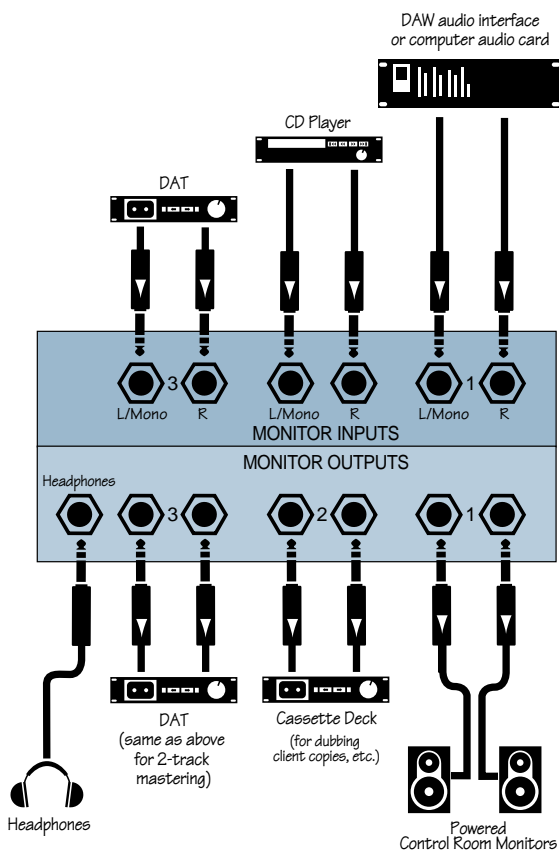 DAW audio interface
or computer audio card
CD Player
DAT
3
1
L/Mono R L/Mono R L/Mono R
MONITOR INPUTS
MONITOR OUTPUTS
Headphones
3
2
1
DAT
(same as above
for 2-track
mastering)
Cassette Deck
(for dubbing
client copies, etc.)
Headphones
Powered
Control Room Monitors